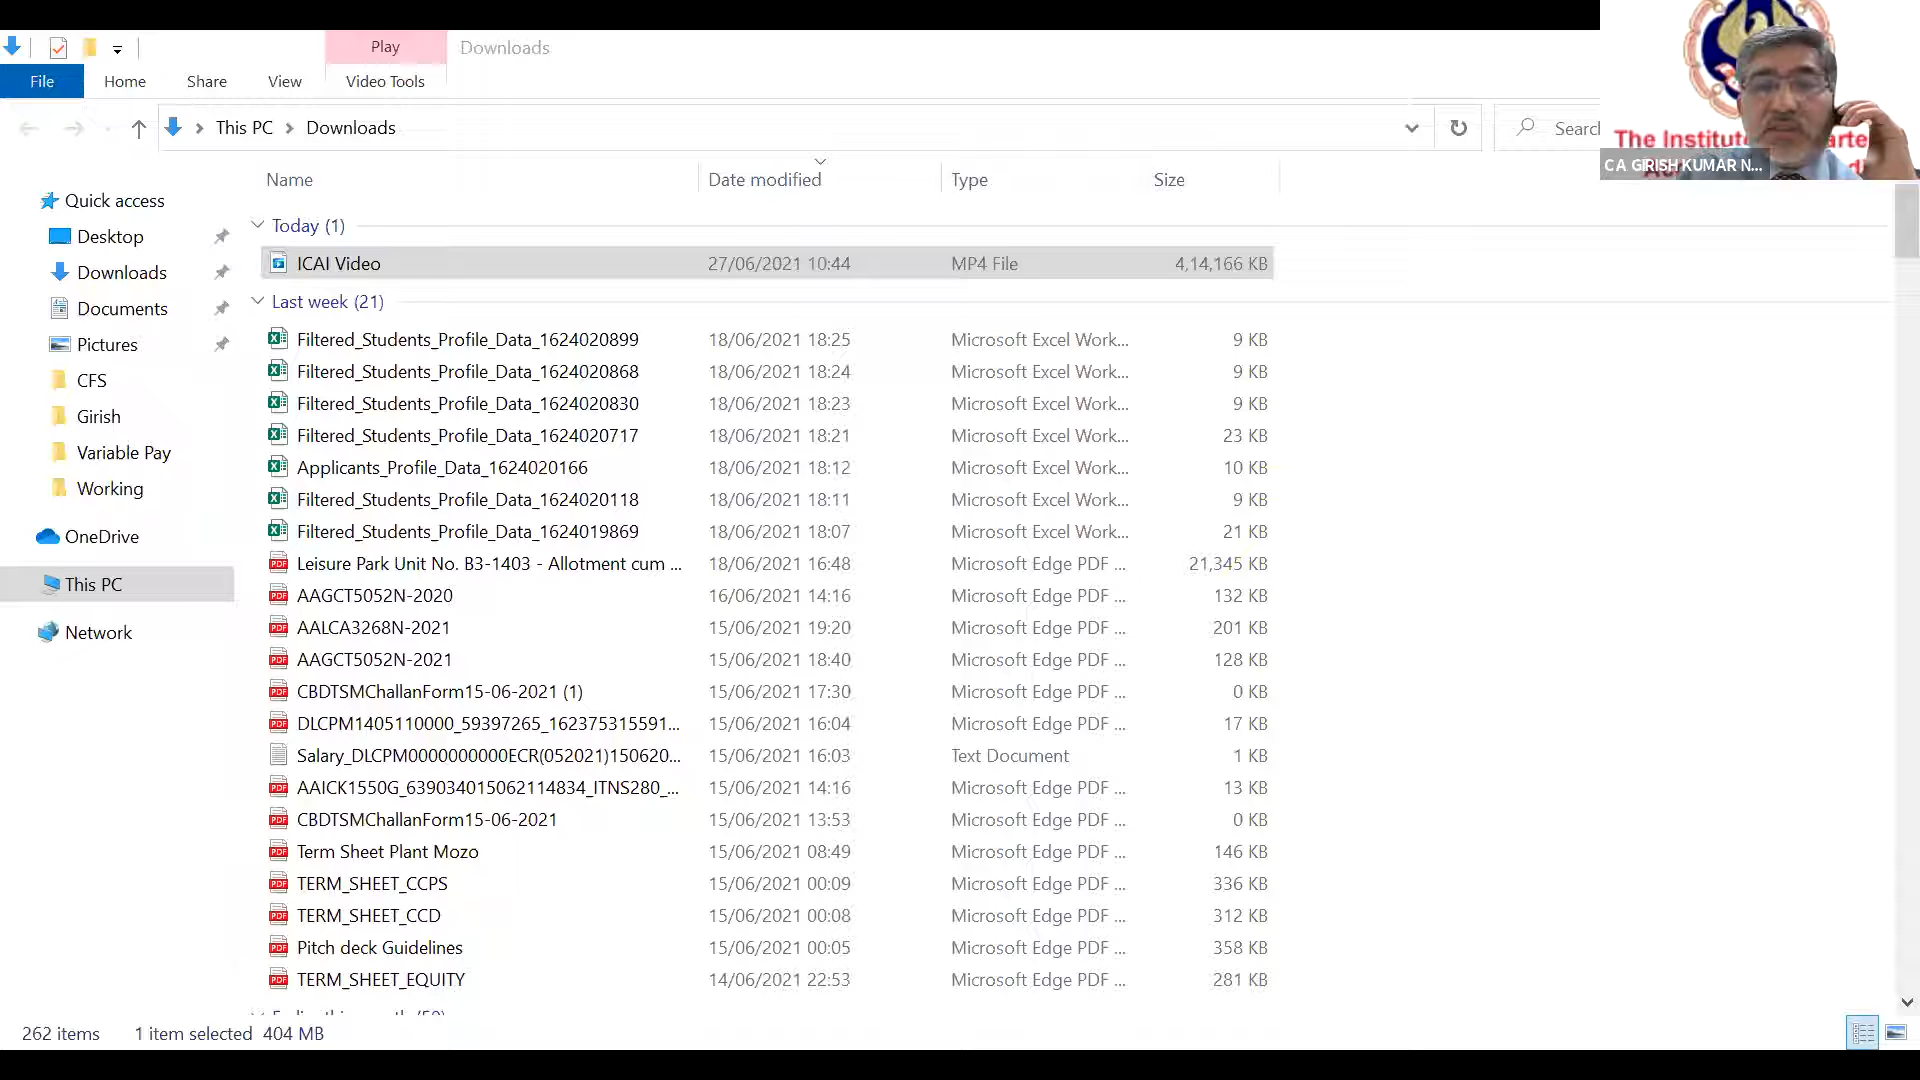 Play
Downloads
File
Home
Share
View
Video Tools
This PC
Downloads
Search
The Institut
arte
CA GIRISH KUMAR N...
Name
Date modified
Type
Size
Quick access
Desktop
Downloads
Documents
Pictures
CFS
Girish
Variable Pay
Working
OneDrive
This PC
Network
Today (1)
ICAI Video 27/06/2021 10:44 MP4 File 4,14,166 KB
Last week (21)
Filtered_Students_Profile_Data_1624020899 18/06/2021 18:25 Microsoft Excel Work... 9 KB
Filtered_Students_Profile_Data_1624020868 18/06/2021 18:24 Microsoft Excel Work... 9 KB
Filtered_Students_Profile_Data_1624020830 18/06/2021 18:23 Microsoft Excel Work... 9 KB
Filtered_Students_Profile_Data_1624020717 18/06/2021 18:21 Microsoft Excel Work... 23 KB
Applicants_Profile_Data_1624020166 18/06/2021 18:12 Microsoft Excel Work... 10 KB
Filtered_Students_Profile_Data_1624020118 18/06/2021 18:11 Microsoft Excel Work... 9 KB
Filtered_Students_Profile_Data_1624019869 18/06/2021 18:07 Microsoft Excel Work... 21 KB
Leisure Park Unit No. B3-1403 - Allotment cum ... 18/06/2021 16:48 Microsoft Edge PDF ... 21,345 KB
AAGCT5052N-2020 16/06/2021 14:16 Microsoft Edge PDF ... 132 KB
AALCA3268N-2021 15/06/2021 19:20 Microsoft Edge PDF ... 201 KB
AAGCT5052N-2021 15/06/2021 18:40 Microsoft Edge PDF ... 128 KB
CBDTSMChallanForm15-06-2021 (1) 15/06/2021 17:30 Microsoft Edge PDF ... 0 KB
DLCPM1405110000_59397265_162375315591... 15/06/2021 16:04 Microsoft Edge PDF ... 17 KB
Salary_DLCPM0000000000ECR(052021)150620... 15/06/2021 16:03 Text Document 1 KB
AAICK1550G_639034015062114834_ITNS280_... 15/06/2021 14:16 Microsoft Edge PDF ... 13 KB
CBDTSMChallanForm15-06-2021 15/06/2021 13:53 Microsoft Edge PDF ... 0 KB
Term Sheet Plant Mozo 15/06/2021 08:49 Microsoft Edge PDF ... 146 KB
TERM_SHEET_CCPS 15/06/2021 00:09 Microsoft Edge PDF ... 336 KB
TERM_SHEET_CCD 15/06/2021 00:08 Microsoft Edge PDF ... 312 KB
Pitch deck Guidelines 15/06/2021 00:05 Microsoft Edge PDF ... 358 KB
TERM_SHEET_EQUITY 14/06/2021 22:53 Microsoft Edge PDF ... 281 KB
262 items 1 item selected 404 MB